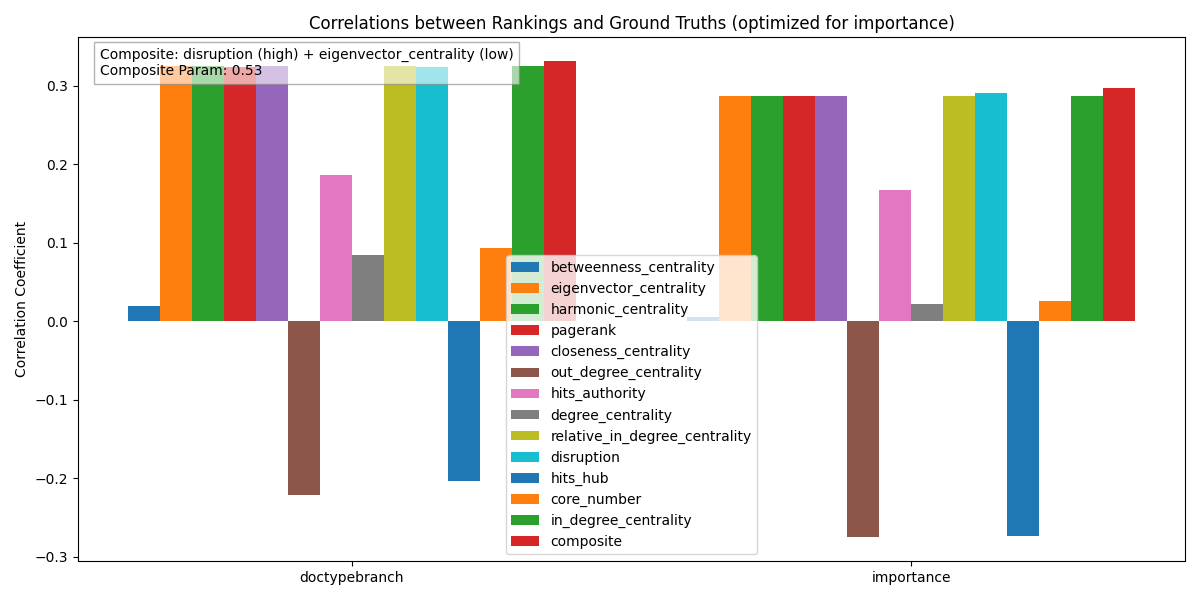 Correlations between Rankings and Ground Truths (optimized for importance)
Composite: disruption (high) + eigenvector_centrality (low)
Composite Param: 0.53
Correlation Coefficient
0.3
0.2
0.1
0.0
−0.1
−0.2
−0.3
betweenness_centrality
eigenvector_centrality
harmonic_centrality
pagerank
closeness_centrality
out_degree_centrality
hits_authority
degree_centrality
relative_in_degree_centrality
disruption
hits_hub
core_number
in_degree_centrality
composite
doctypebranch
importance